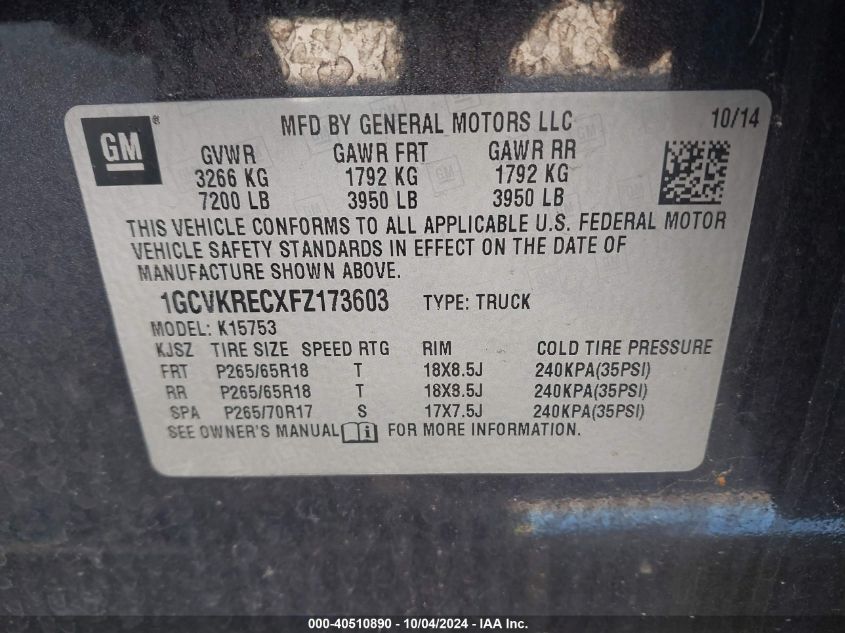 GM ®
MFD BY GENERAL MOTORS LLC 10/14
GVWR GAWR FRT GAWR RR
3266 KG 1792 KG 1792 KG
7200 LB 3950 LB 3950 LB
THIS VEHICLE CONFORMS TO ALL APPLICABLE U.S. FEDERAL MOTOR
VEHICLE SAFETY STANDARDS IN EFFECT ON THE DATE OF
MANUFACTURE SHOWN ABOVE.
1GCVKRECXFZ173603 TYPE: TRUCK
MODEL: K15753
KJSZ TIRE SIZE SPEED RTG RIM COLD TIRE PRESSURE
FRT P265/65R18 T 18X8.5J 240KPA(35PSI)
RR P265/65R18 T 18X8.5J 240KPA(35PSI)
SPA P265/70R17 S 17X7.5J 240KPA(35PSI)
SEE OWNER'S MANUAL i FOR MORE INFORMATION.
000-40510890 - 10/04/2024 - IAA Inc.